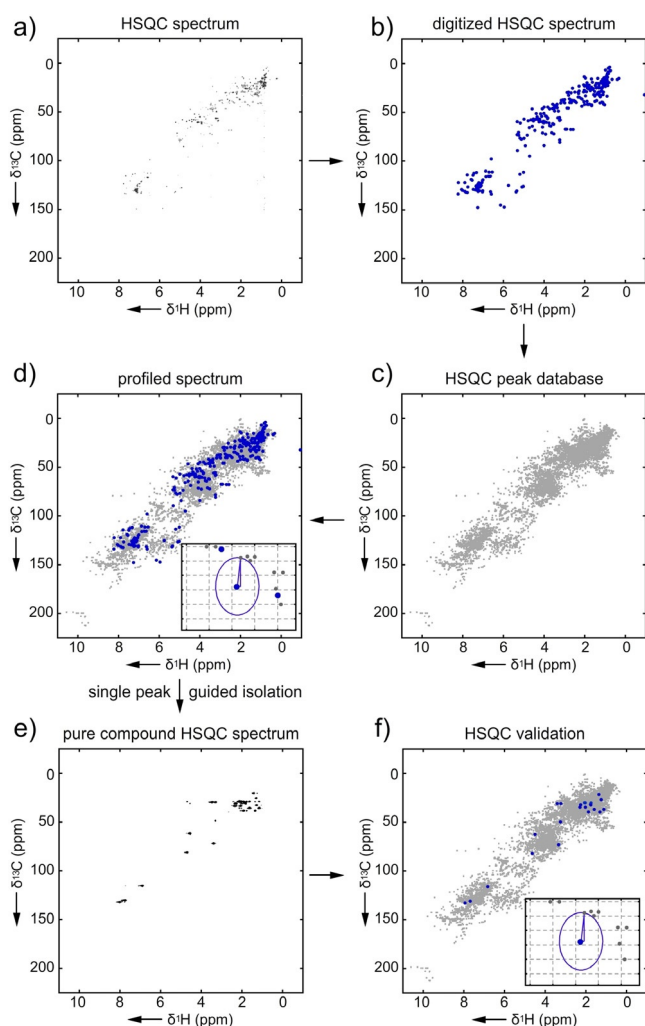 a)
HSQC spectrum
0
50
100
150
200
δ¹³C (ppm)
10 8 6 4 2 0
δ¹H (ppm)
b)
digitized HSQC spectrum
0
50
100
150
200
δ¹³C (ppm)
10 8 6 4 2 0
δ¹H (ppm)
d)
profiled spectrum
0
50
100
150
200
δ¹³C (ppm)
10 8 6 4 2 0
δ¹H (ppm)
c)
HSQC peak database
0
50
100
150
200
δ¹³C (ppm)
10 8 6 4 2 0
δ¹H (ppm)
single peak guided isolation
e)
pure compound HSQC spectrum
0
50
100
150
200
δ¹³C (ppm)
10 8 6 4 2 0
δ¹H (ppm)
f)
HSQC validation
0
50
100
150
200
δ¹³C (ppm)
10 8 6 4 2 0
δ¹H (ppm)